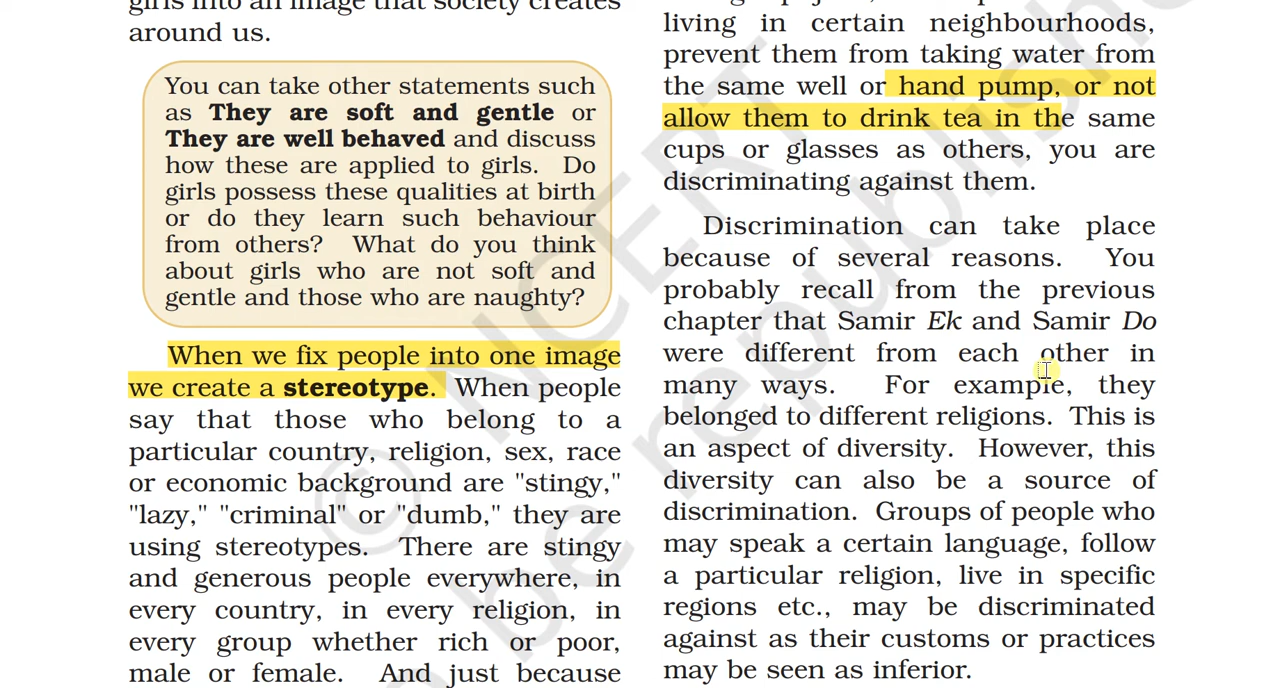 girls into an image that society creates
around us.
You can take other statements such
as They are soft and gentle or
They are well behaved and discuss
how these are applied to girls. Do
girls possess these qualities at birth
or do they learn such behaviour
from others? What do you think
about girls who are not soft and
gentle and those who are naughty?
When we fix people into one image
we create a stereotype. When people
say that those who belong to a
particular country, religion, sex, race
or economic background are "stingy,"
"lazy," "criminal" or "dumb," they are
using stereotypes. There are stingy
and generous people everywhere, in
every country, in every religion, in
every group whether rich or poor,
male or female. And just because
living in certain neighbourhoods,
prevent them from taking water from
the same well or hand pump, or not
allow them to drink tea in the same
cups or glasses as others, you are
discriminating against them.
Discrimination can take place
because of several reasons. You
probably recall from the previous
chapter that Samir Ek and Samir Do
were different from each other in
many ways. For example, they
belonged to different religions. This is
an aspect of diversity. However, this
diversity can also be a source of
discrimination. Groups of people who
may speak a certain language, follow
a particular religion, live in specific
regions etc., may be discriminated
against as their customs or practices
may be seen as inferior.
© NCERT
be republishe